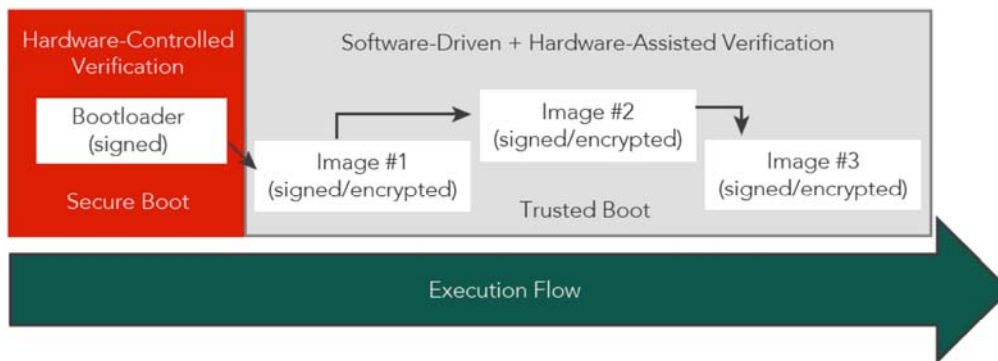 Hardware-Controlled
Verification
Bootloader
(signed)
Secure Boot
Software-Driven + Hardware-Assisted Verification
Image #1
(signed/encrypted)
Image #2
(signed/encrypted)
Image #3
(signed/encrypted)
Trusted Boot
Execution Flow